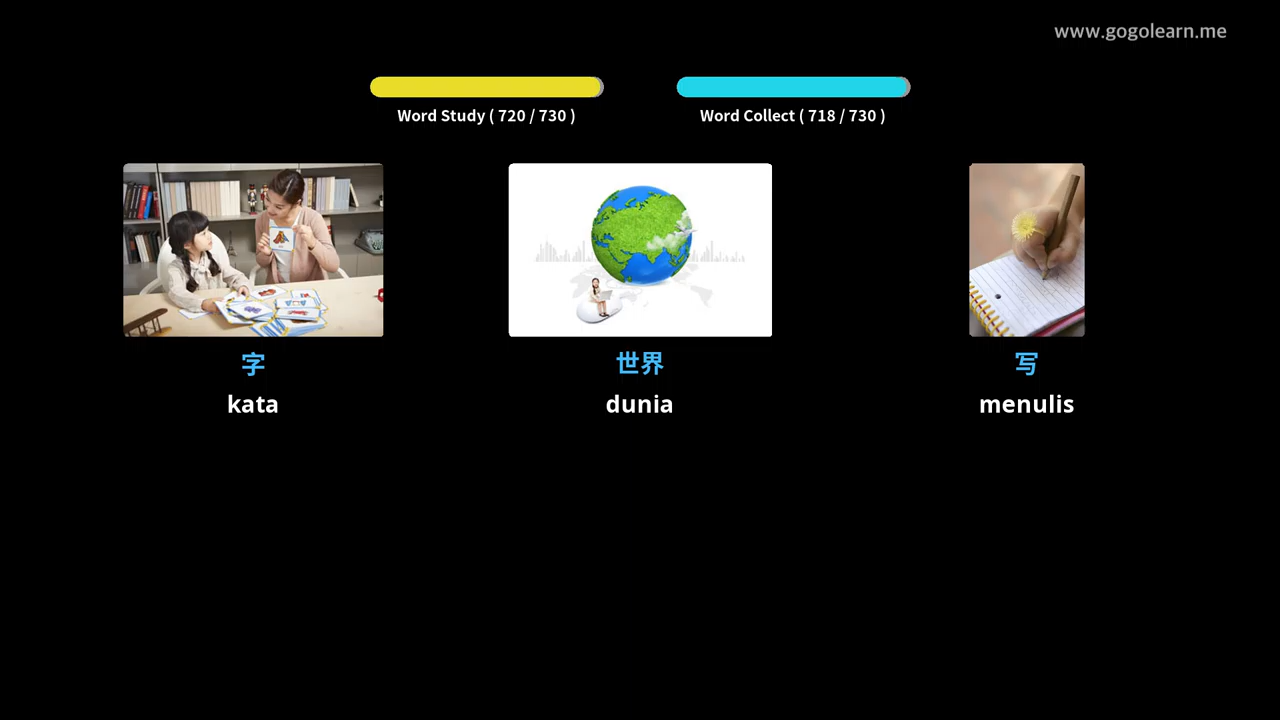 www.gogolearn.me
Word Study ( 720 / 730 )
Word Collect ( 718 / 730 )
字
世界
写
kata
dunia
menulis